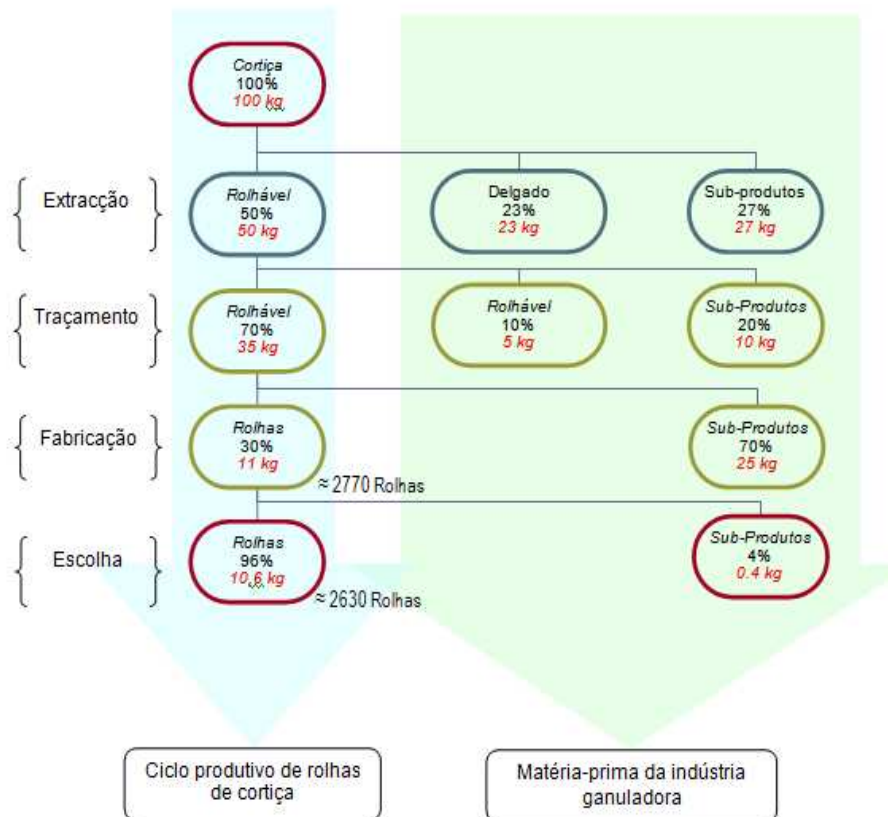 Cortiça
100%
100 kg
Extracção
Rolhável
50%
50 kg
Delgado
23%
23 kg
Sub-produtos
27%
27 kg
Traçamento
Rolhável
70%
35 kg
Rolhável
10%
5 kg
Sub-Produtos
20%
10 kg
Fabricação
Rolhas
30%
11 kg
≈ 2770 Rolhas
Sub-Produtos
70%
25 kg
Escolha
Rolhas
96%
10,6 kg
≈ 2630 Rolhas
Sub-Produtos
4%
0.4 kg
Ciclo produtivo de rolhas
de cortiça
Matéria-prima da indústria
ganuladora